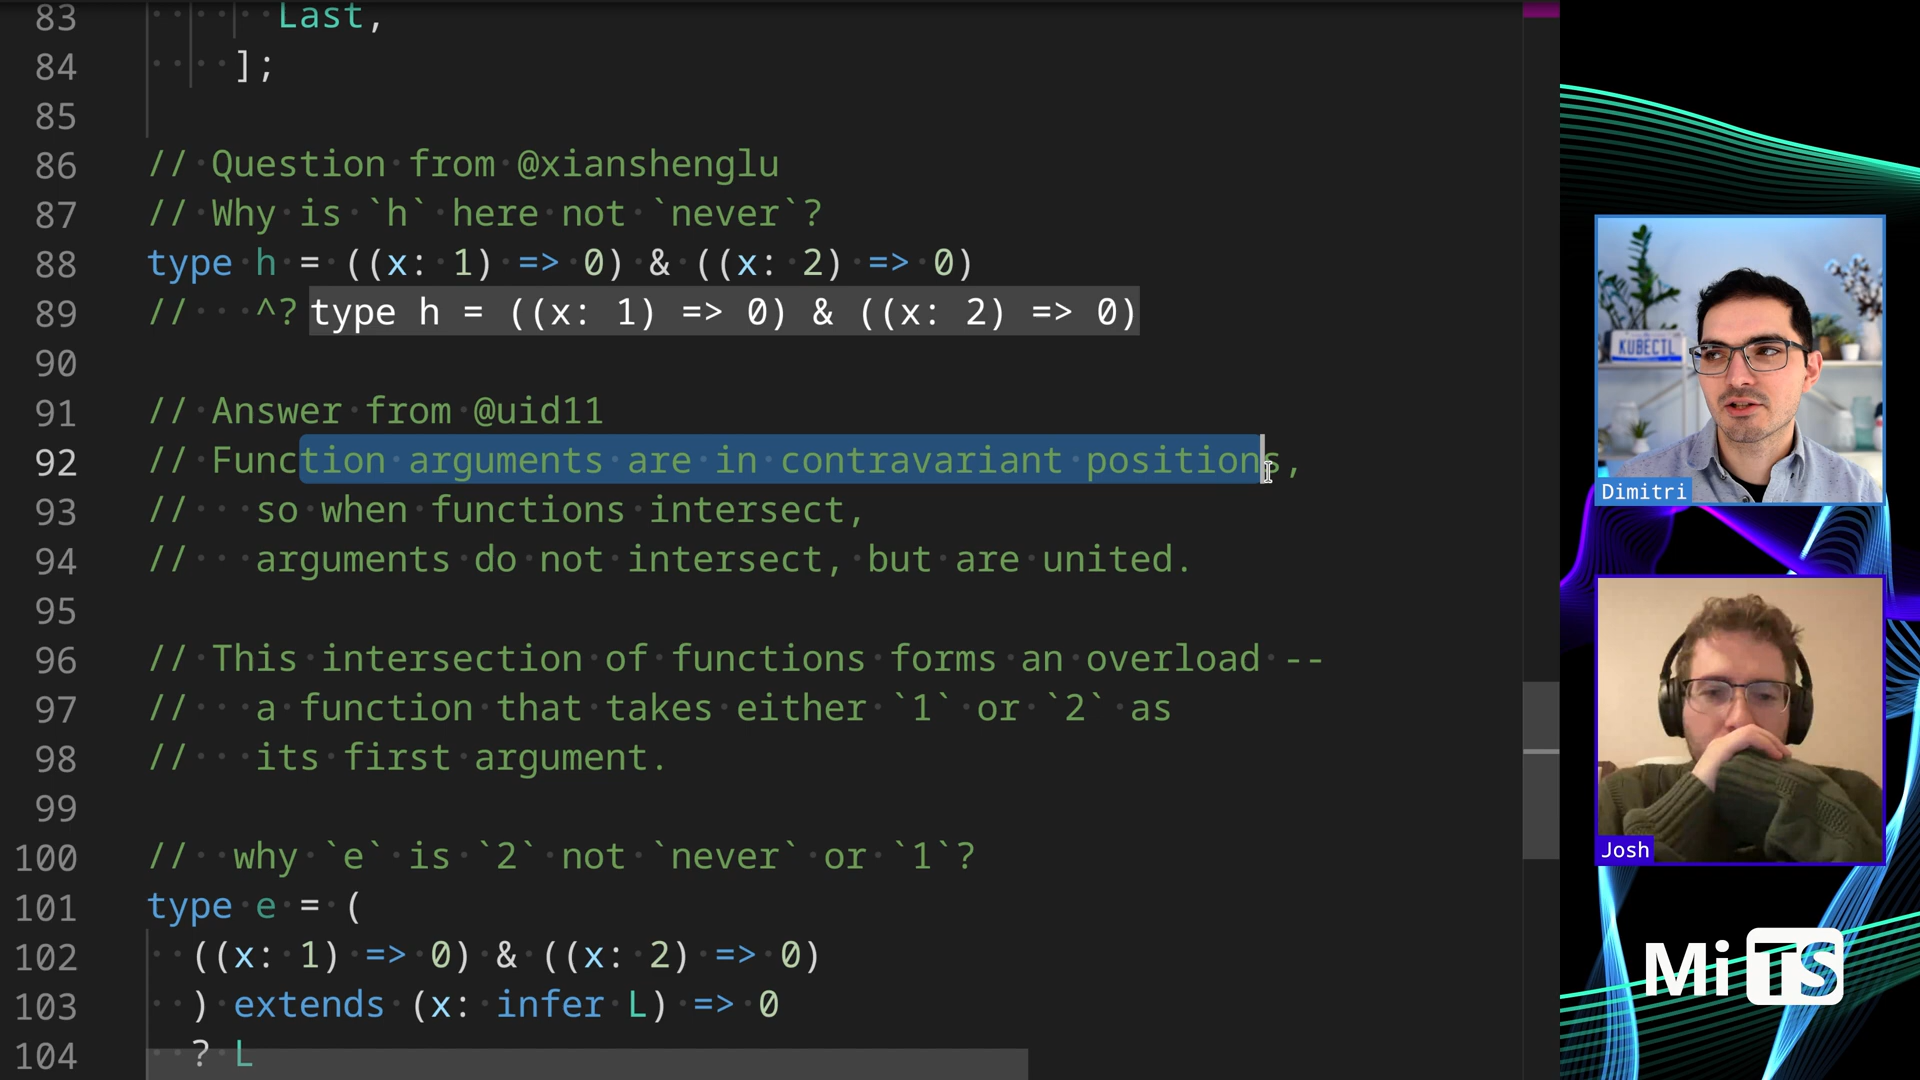 83 Last,
84 ];
85
86 // Question from @xianshenglu
87 // Why is `h` here not `never`?
88 type h = ((x: 1) => 0) & ((x: 2) => 0)
89 // ^? type h = ((x: 1) => 0) & ((x: 2) => 0)
90
91 // Answer from @uid11
92 // Function arguments are in contravariant positions,
93 // so when functions intersect,
94 // arguments do not intersect, but are united.
95
96 // This intersection of functions forms an overload --
97 // a function that takes either `1` or `2` as
98 // its first argument.
99
100 // why `e` is `2` not `never` or `1`?
101 type e = (
102 ((x: 1) => 0) & ((x: 2) => 0)
103 ) extends (x: infer L) => 0
104 ? L
KUBECTL
Dimitri
Josh
MiTS